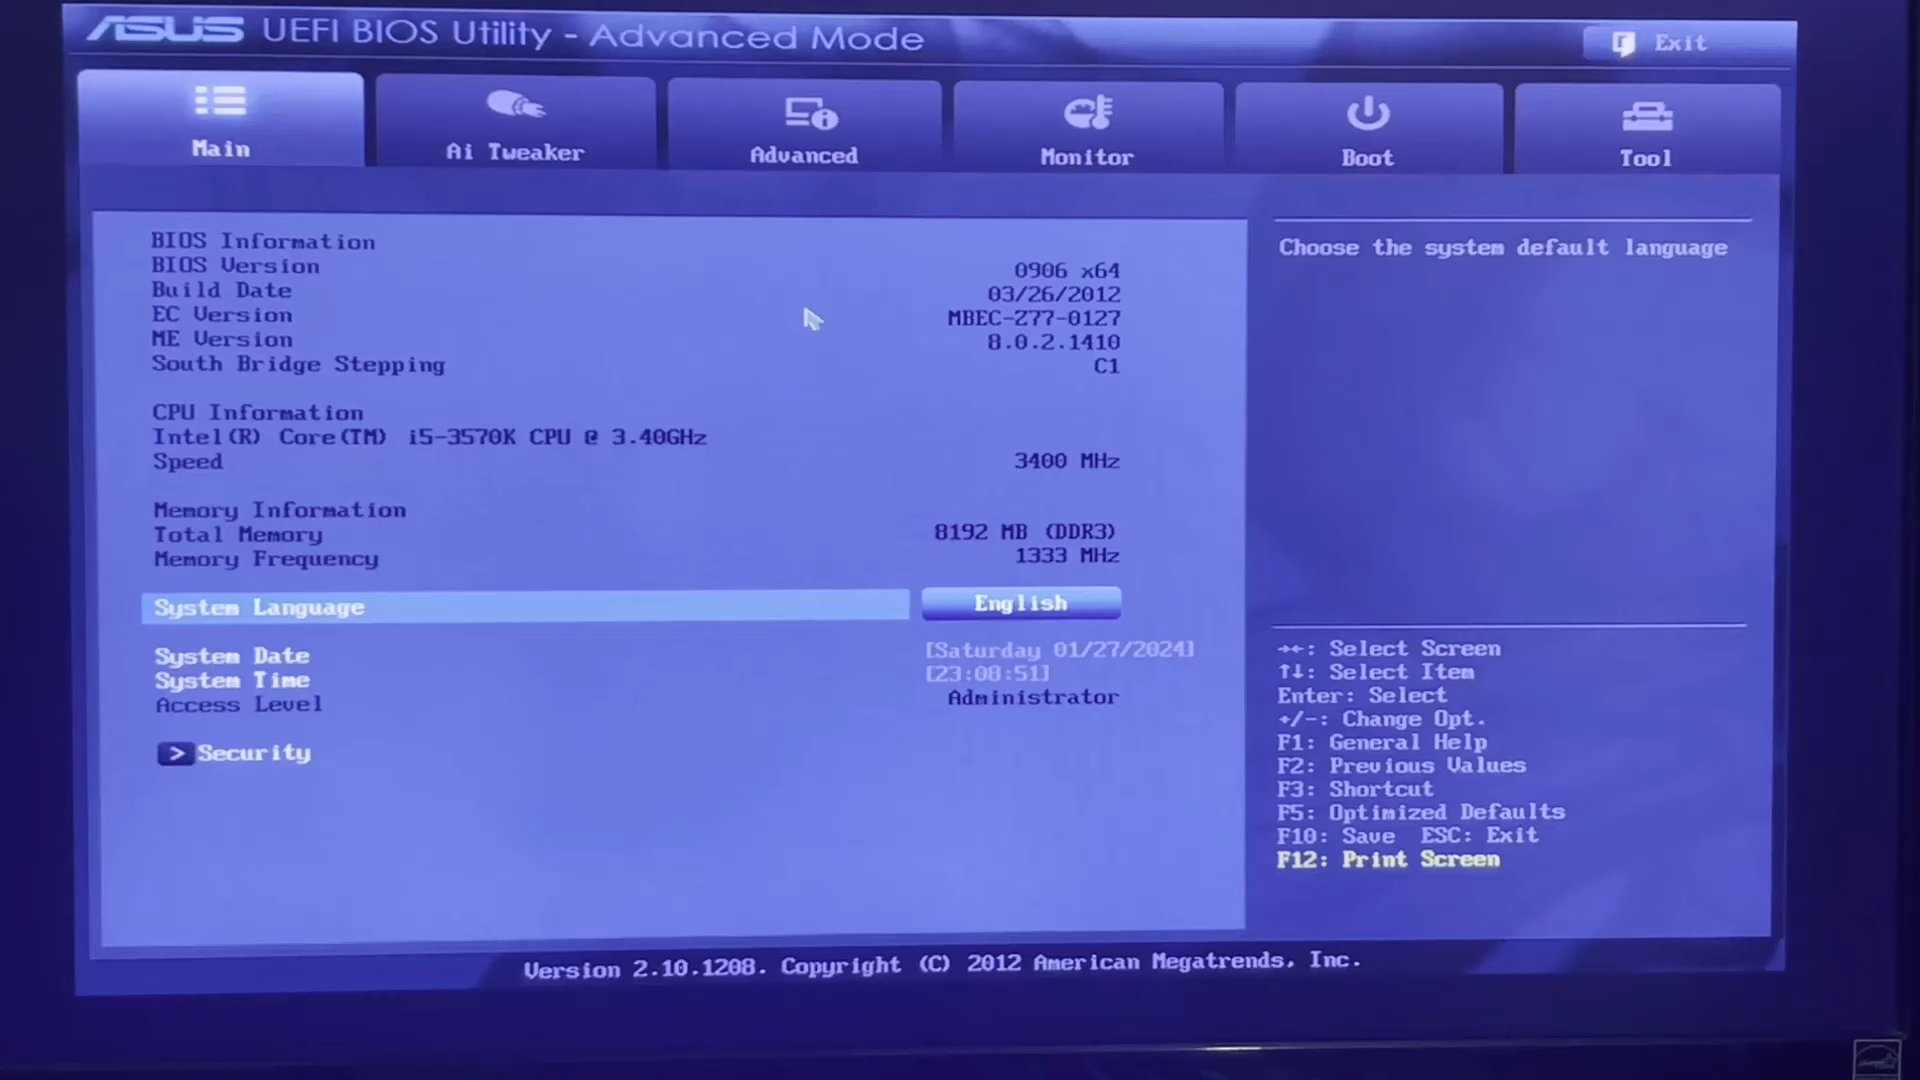 ASUS UEFI BIOS Utility - Advanced Mode
Exit
Main
Ai Tweaker
Advanced
Monitor
Boot
Tool
BIOS Information
BIOS Version 0906 x64
Build Date 03/26/2012
EC Version MBEC-Z77-0127
ME Version 8.0.2.1410
South Bridge Stepping C1
CPU Information
Intel(R) Core(TM) i5-3570K CPU @ 3.40GHz
Speed 3400 MHz
Memory Information
Total Memory 8192 MB (DDR3)
Memory Frequency 1333 MHz
System Language English
System Date [Saturday 01/27/2024]
System Time [23:08:51]
Access Level Administrator
> Security
Choose the system default language
→←: Select Screen
↑↓: Select Item
Enter: Select
+/-: Change Opt.
F1: General Help
F2: Previous Values
F3: Shortcut
F5: Optimized Defaults
F10: Save ESC: Exit
F12: Print Screen
Version 2.10.1208. Copyright (C) 2012 American Megatrends, Inc.